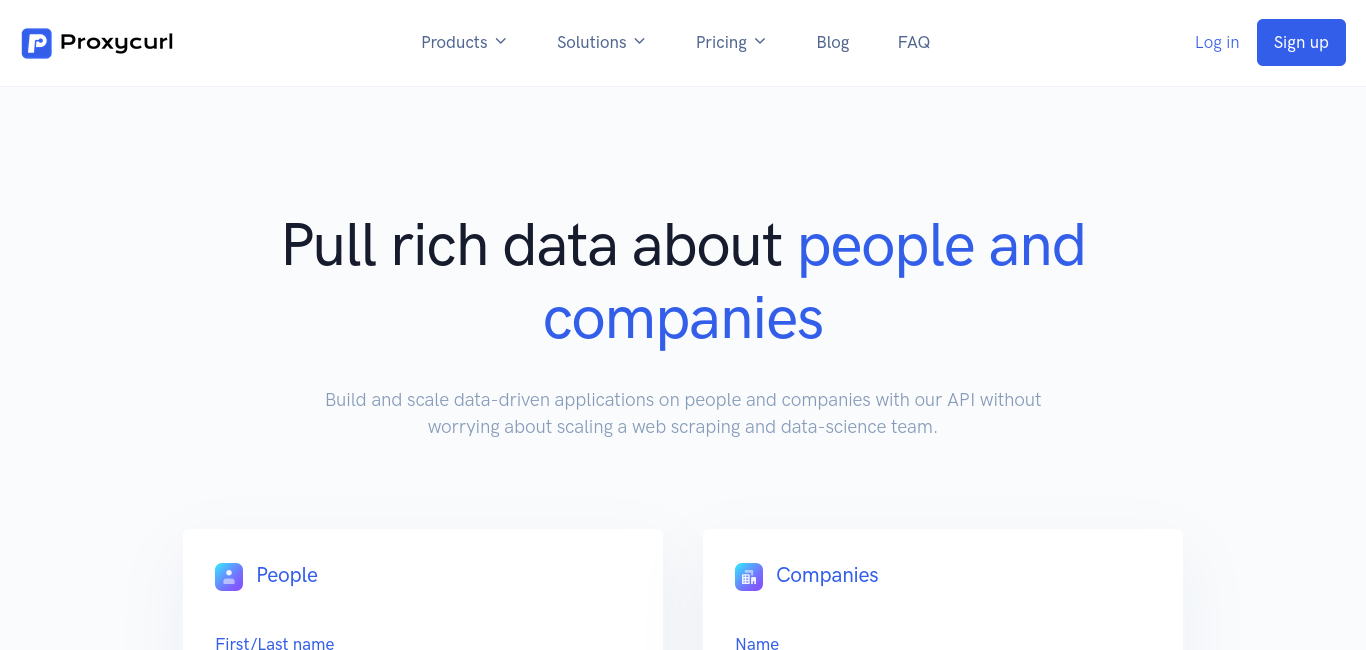 Proxycurl
Products
Solutions
Pricing
Blog
FAQ
Log in
Sign up
Pull rich data about people and
companies
Build and scale data-driven applications on people and companies with our API without
worrying about scaling a web scraping and data-science team.
People
Companies
First/Last name
Name